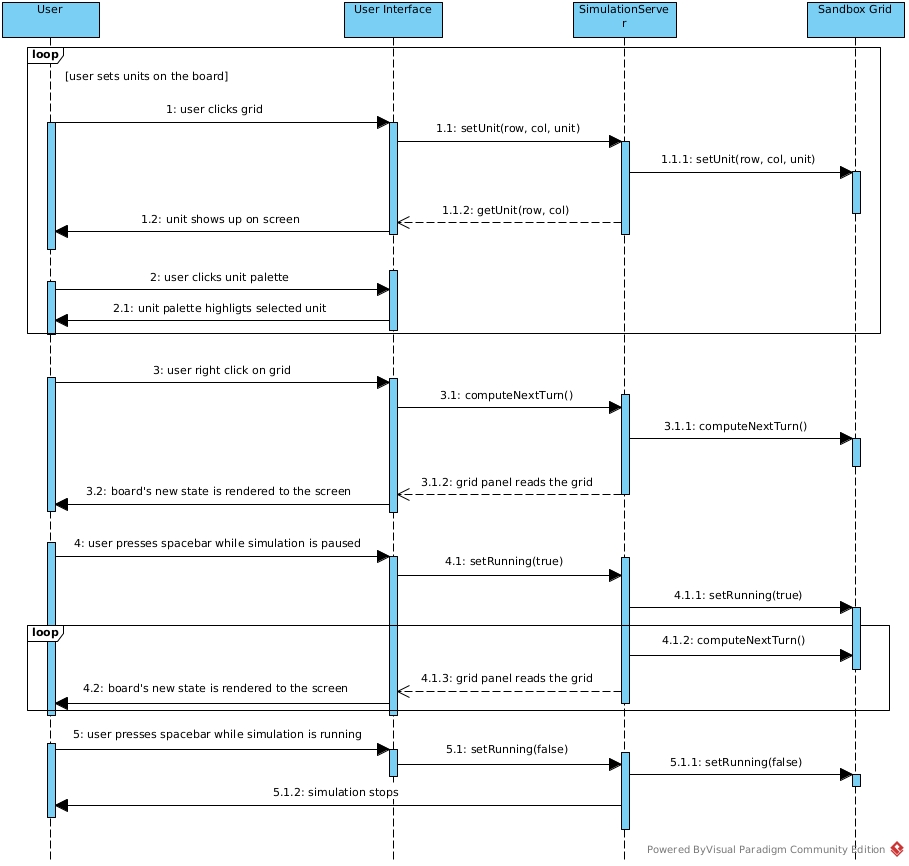 User
User Interface
SimulationServe
r
Sandbox Grid
loop
[user sets units on the board]
1: user clicks grid
1.1: setUnit(row, col, unit)
1.1.1: setUnit(row, col, unit)
1.1.2: getUnit(row, col)
1.2: unit shows up on screen
2: user clicks unit palette
2.1: unit palette highligts selected unit
3: user right click on grid
3.1: computeNextTurn()
3.1.1: computeNextTurn()
3.1.2: grid panel reads the grid
3.2: board's new state is rendered to the screen
4: user presses spacebar while simulation is paused
4.1: setRunning(true)
4.1.1: setRunning(true)
loop
4.1.2: computeNextTurn()
4.1.3: grid panel reads the grid
4.2: board's new state is rendered to the screen
5: user presses spacebar while simulation is running
5.1: setRunning(false)
5.1.1: setRunning(false)
5.1.2: simulation stops
Powered ByVisual Paradigm Community Edition